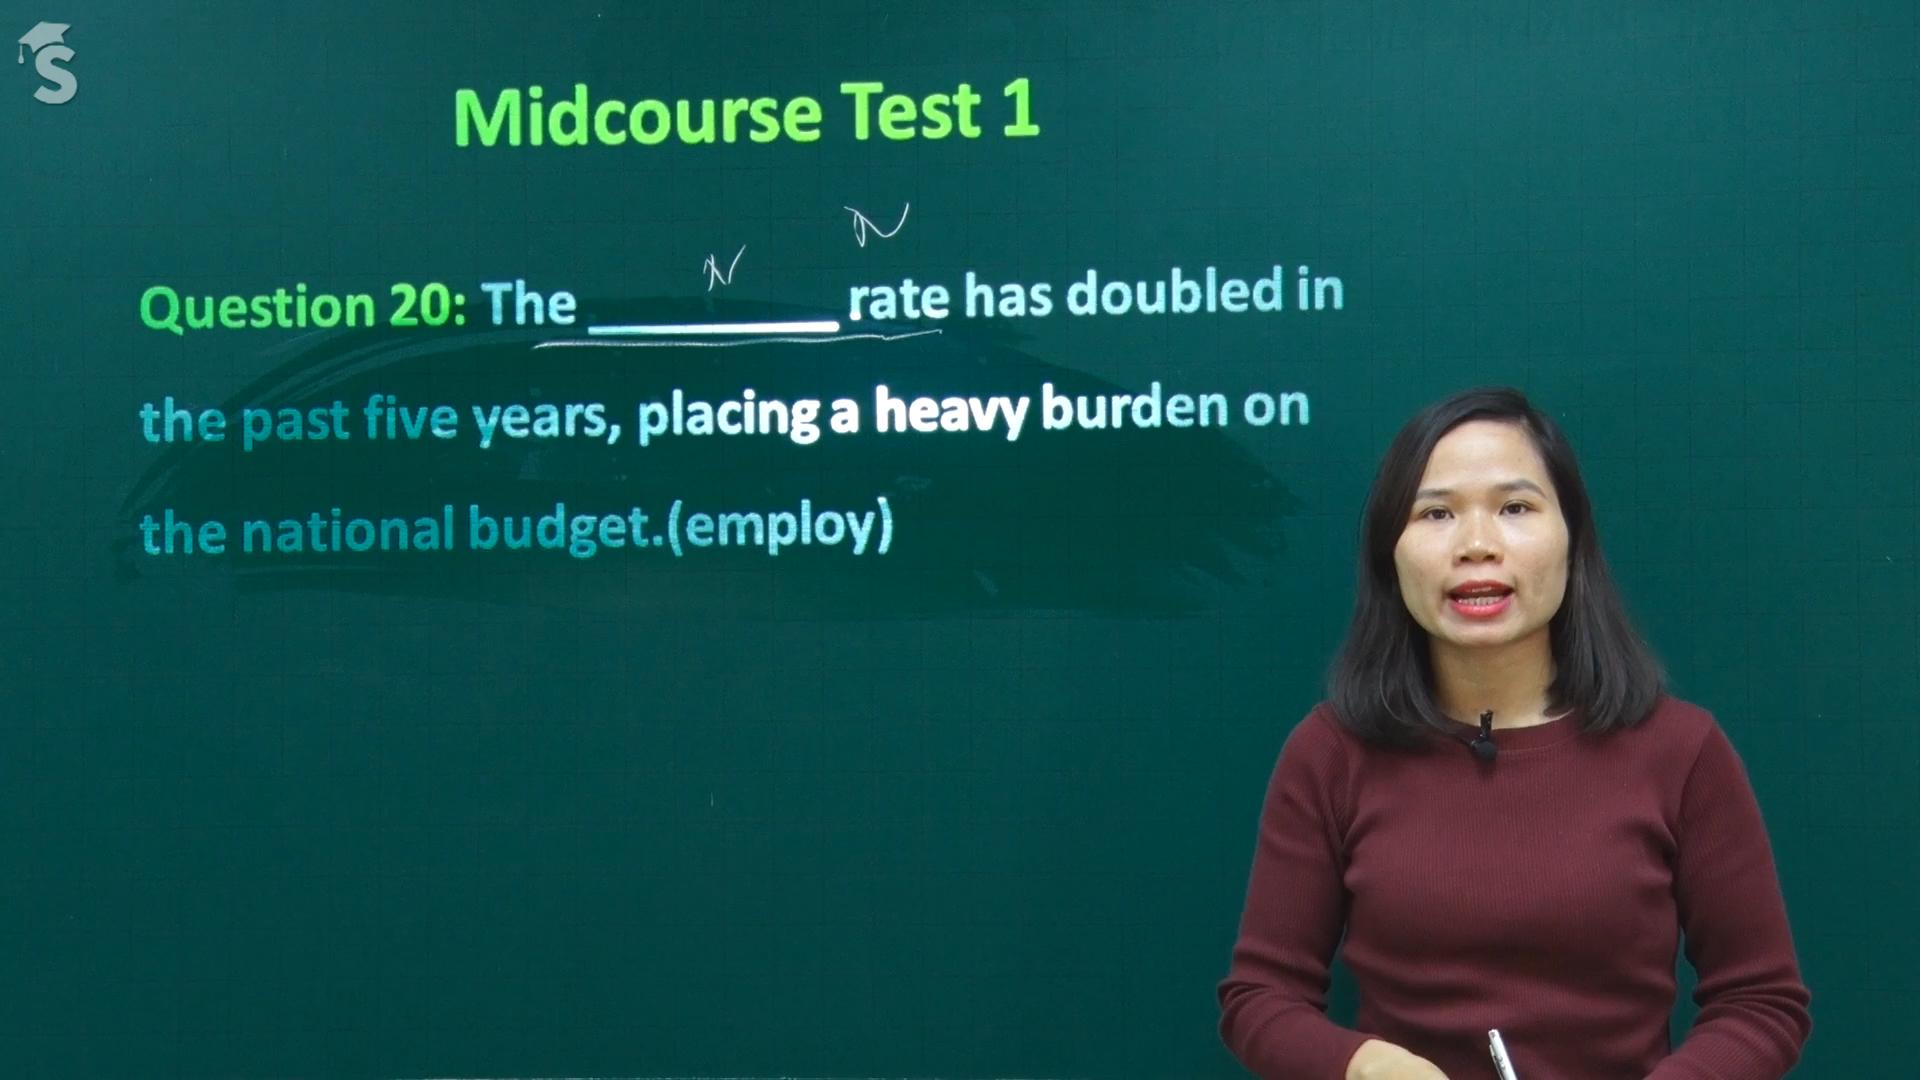 S
Midcourse Test 1
N
N
Question 20: The __________ rate has doubled in
the past five years, placing a heavy burden on
the national budget.(employ)